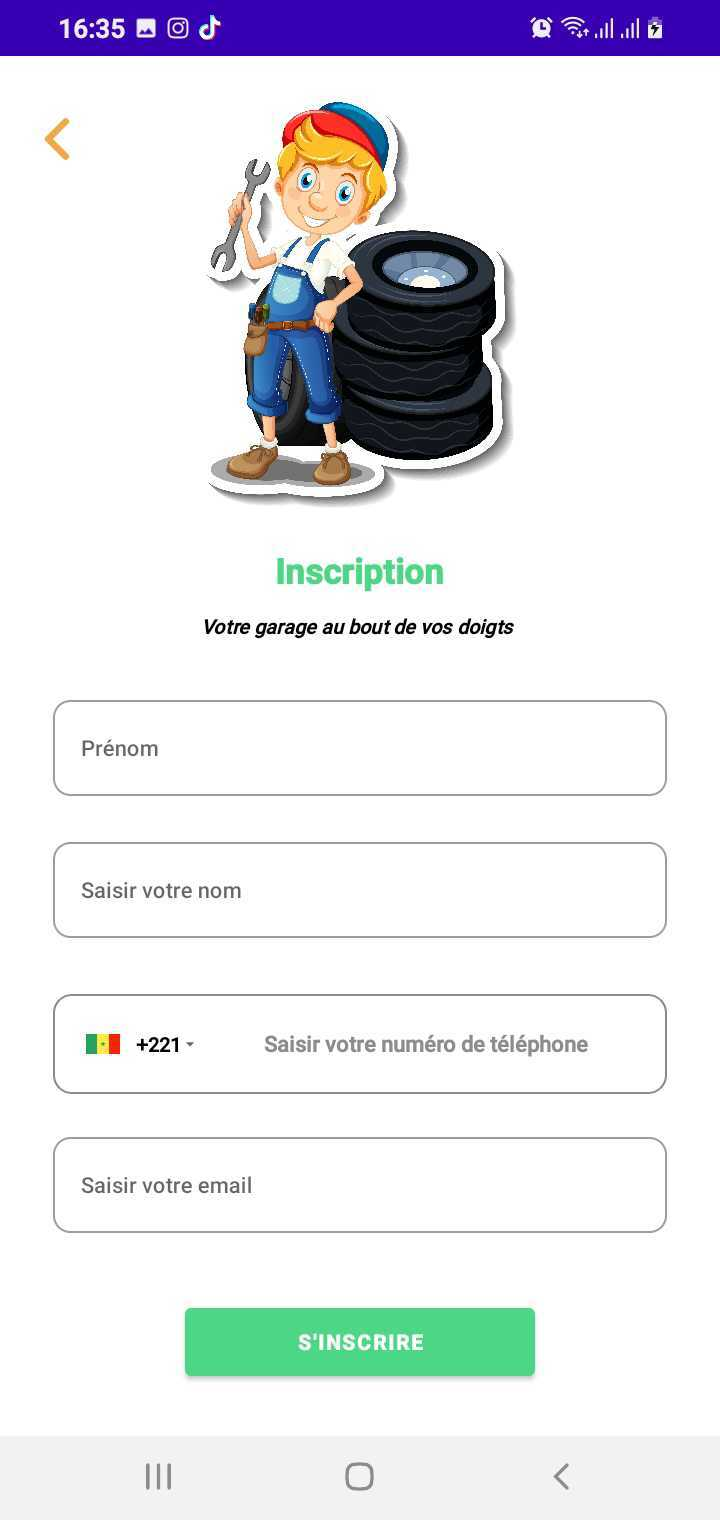 16:35
Inscription
Votre garage au bout de vos doigts
Prénom
Saisir votre nom
+221 Saisir votre numéro de téléphone
Saisir votre email
S'INSCRIRE